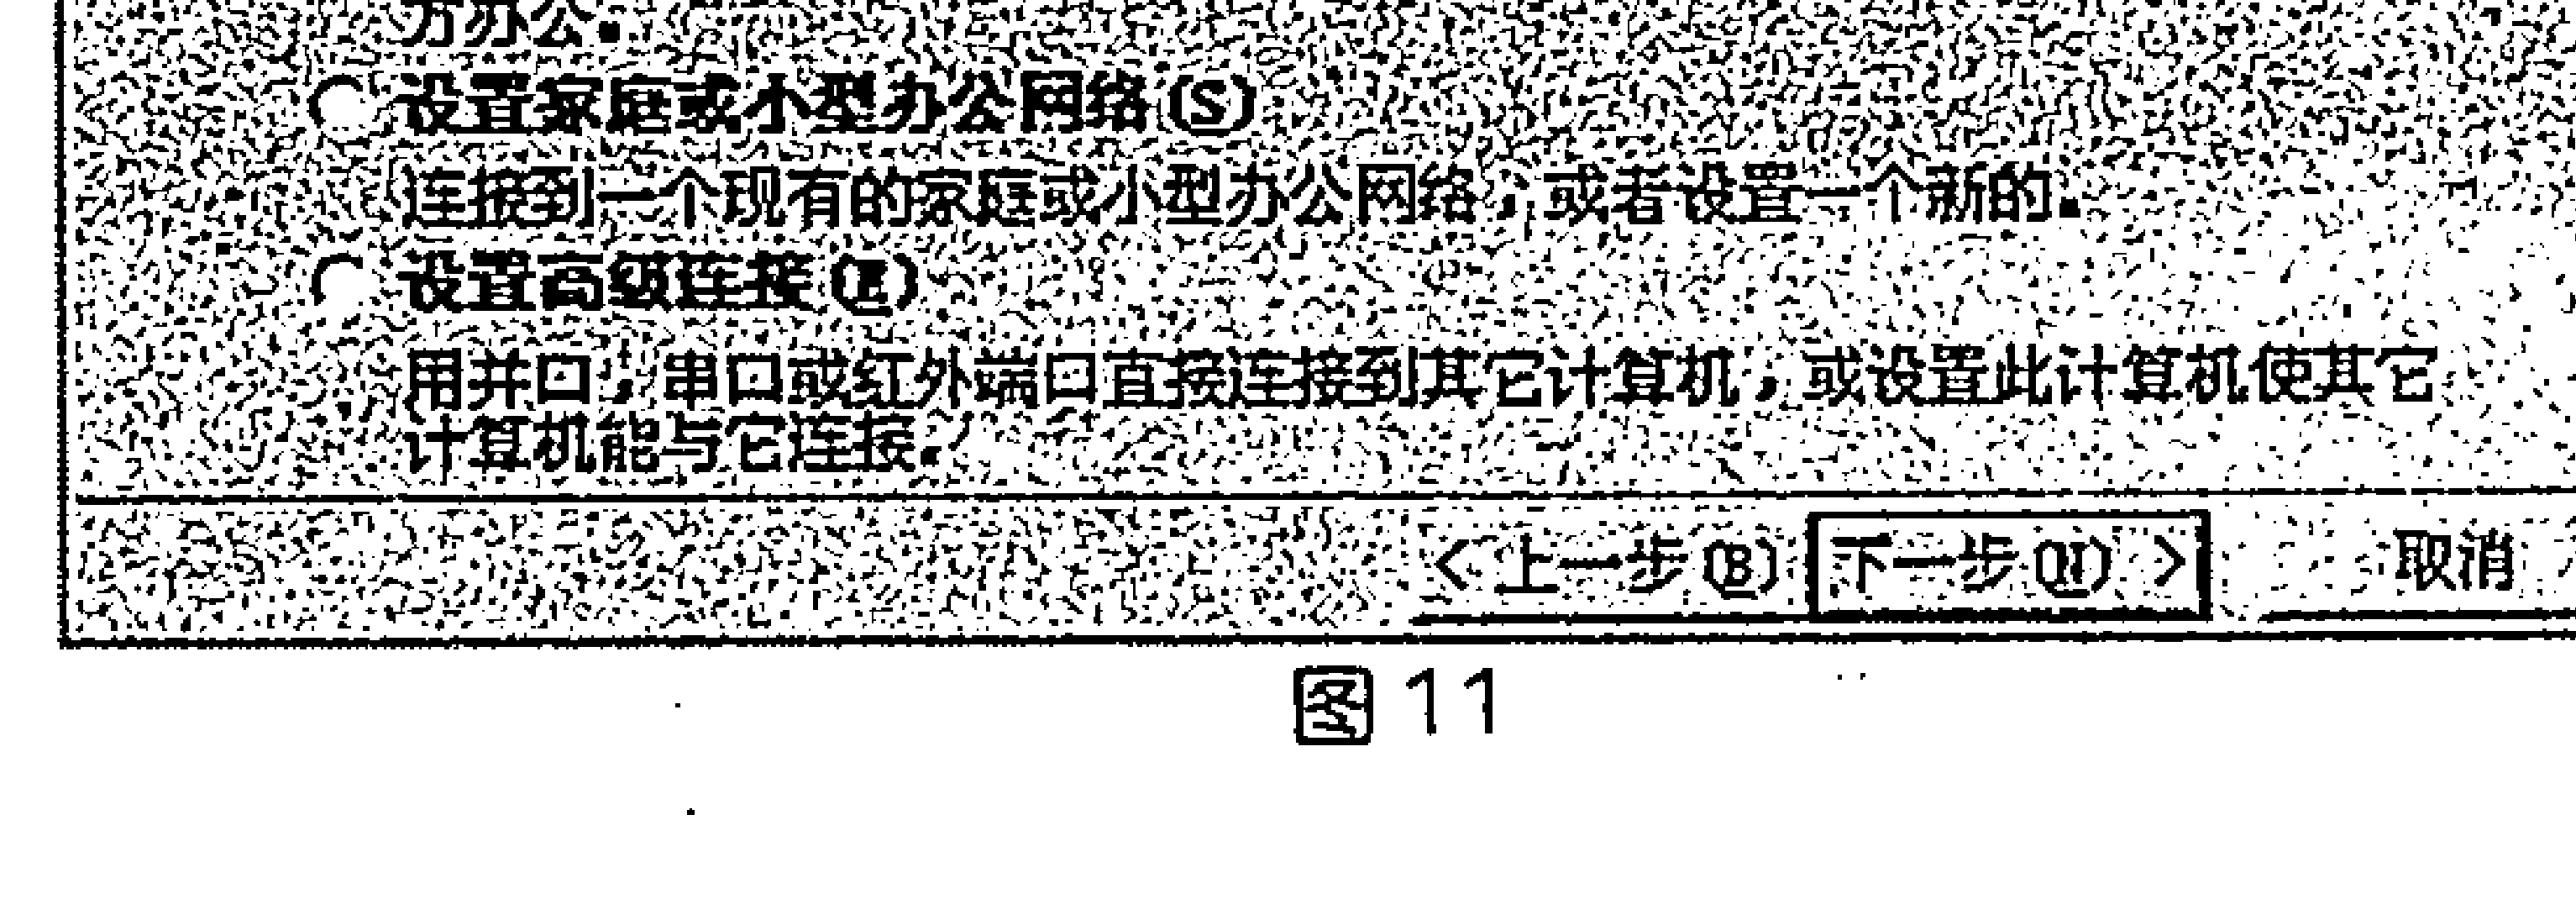 方办公.
设置家庭或小型办公网络(S)
连接到一个现有的家庭或小型办公网络，或者设置一个新的.
设置高级连接(E)
用并口，串口或红外端口直接连接到其它计算机，或设置此计算机使其它
计算机能与它连接.
< 上一步(B) 下一步(N) > 取消
图11